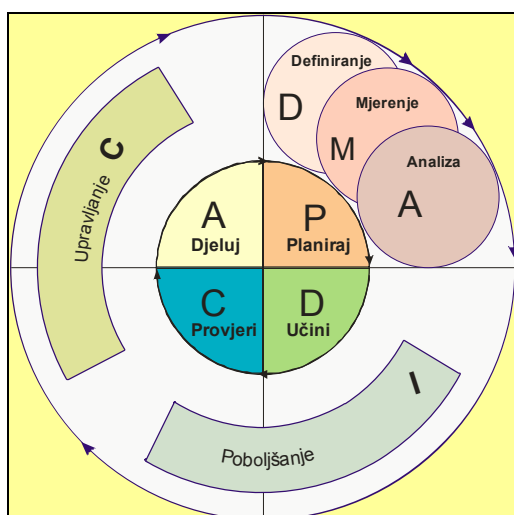 Definiranje
D
Mjerenje
M
Analiza
A
Upravljanje C
A
Djeluj
P
Planiraj
C
Provjeri
D
Učini
I
Poboljšanje